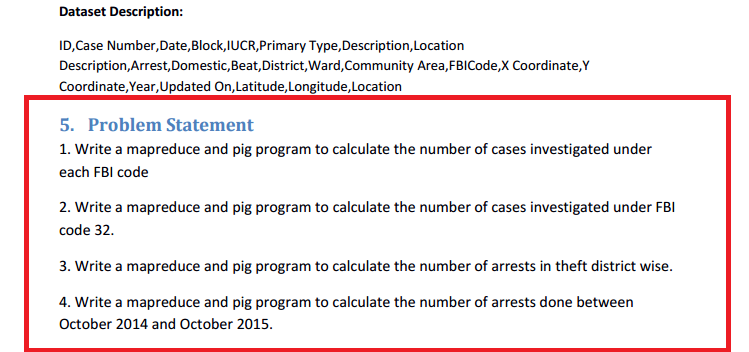 Dataset Description:
ID,Case Number,Date,Block,IUCR,Primary Type,Description,Location
Description,Arrest,Domestic,Beat,District,Ward,Community Area,FBICode,X Coordinate,Y
Coordinate,Year,Updated On,Latitude,Longitude,Location
5. Problem Statement
1. Write a mapreduce and pig program to calculate the number of cases investigated under
each FBI code
2. Write a mapreduce and pig program to calculate the number of cases investigated under FBI
code 32.
3. Write a mapreduce and pig program to calculate the number of arrests in theft district wise.
4. Write a mapreduce and pig program to calculate the number of arrests done between
October 2014 and October 2015.